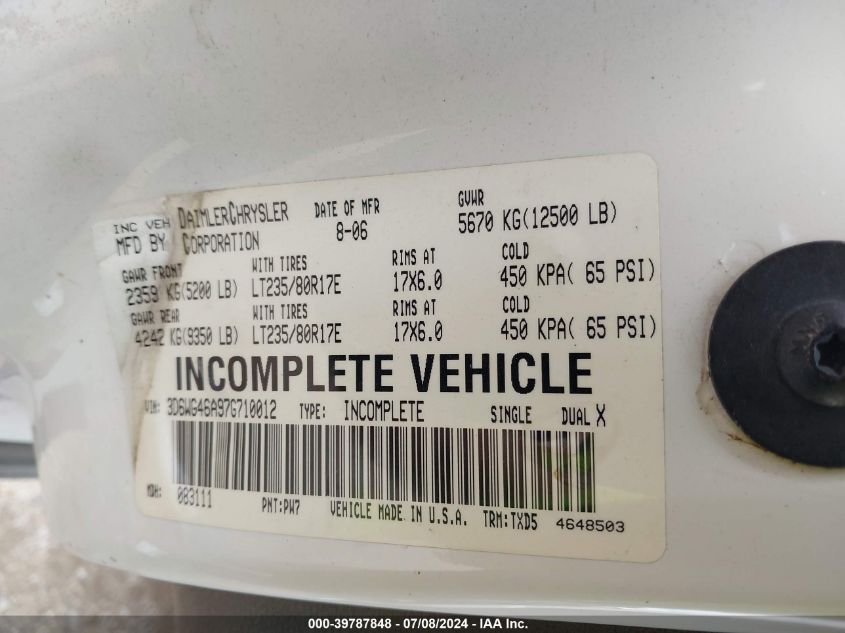 INC VEH DAIMLERCHRYSLER DATE OF MFR GVWR
MFD BY CORPORATION 8-06 5670 KG(12500 LB)
GAWR FRONT WITH TIRES RIMS AT COLD
2359 KG(5200 LB) LT235/80R17E 17X6.0 450 KPA( 65 PSI)
GAWR REAR WITH TIRES RIMS AT COLD
4242 KG(9350 LB) LT235/80R17E 17X6.0 450 KPA( 65 PSI)
INCOMPLETE VEHICLE
VIN: 3D6WG46A97G710012 TYPE: INCOMPLETE SINGLE DUAL X
MDH: 083111 PNT:PW7 VEHICLE MADE IN U.S.A. TRM:TXD5 4648503
000-39787848 / 07/08/2024 / IAA Inc.